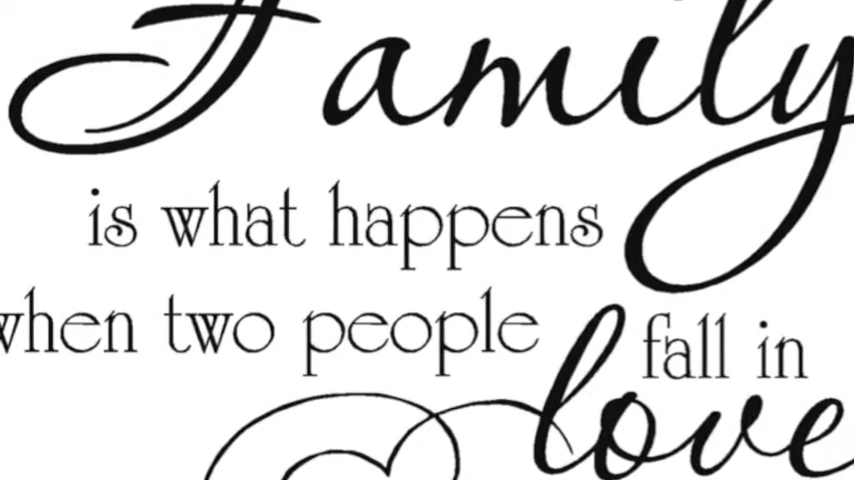 Family
is what happens
when two people
fall in
love